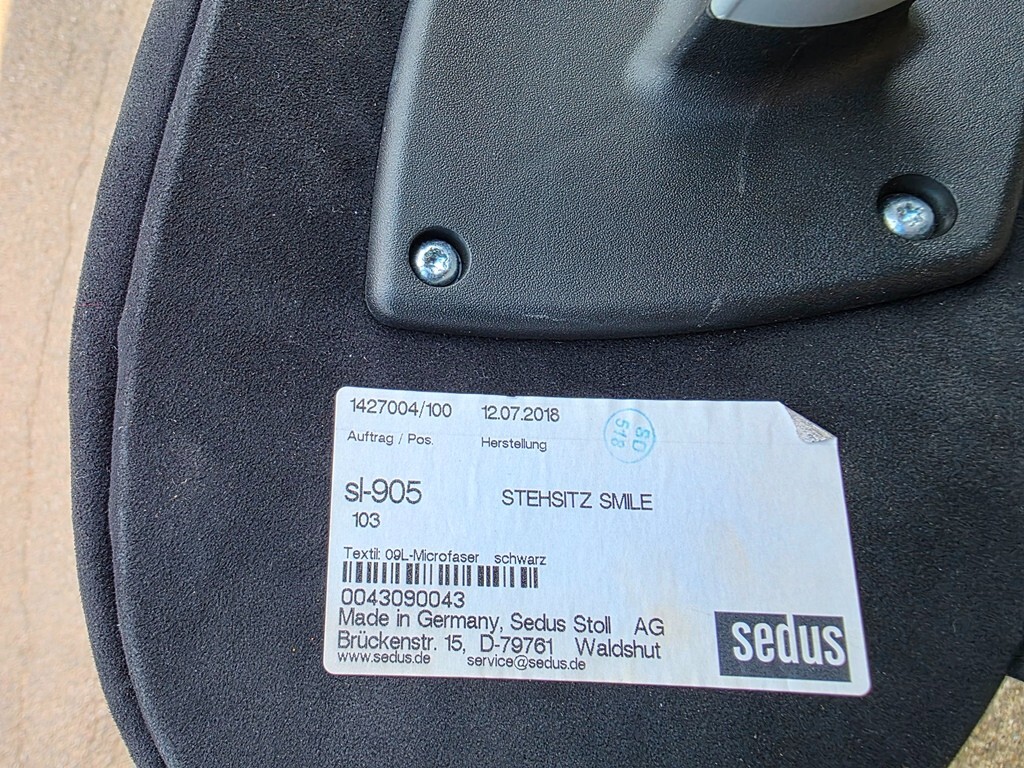 1427004/100 12.07.2018
Auftrag / Pos. Herstellung
SD
518
sl-905 STEHSITZ SMILE
103
Textil: 09L-Microfaser schwarz
0043090043
Made in Germany, Sedus Stoll AG
Brückenstr. 15, D-79761 Waldshut
www.sedus.de service@sedus.de
sedus